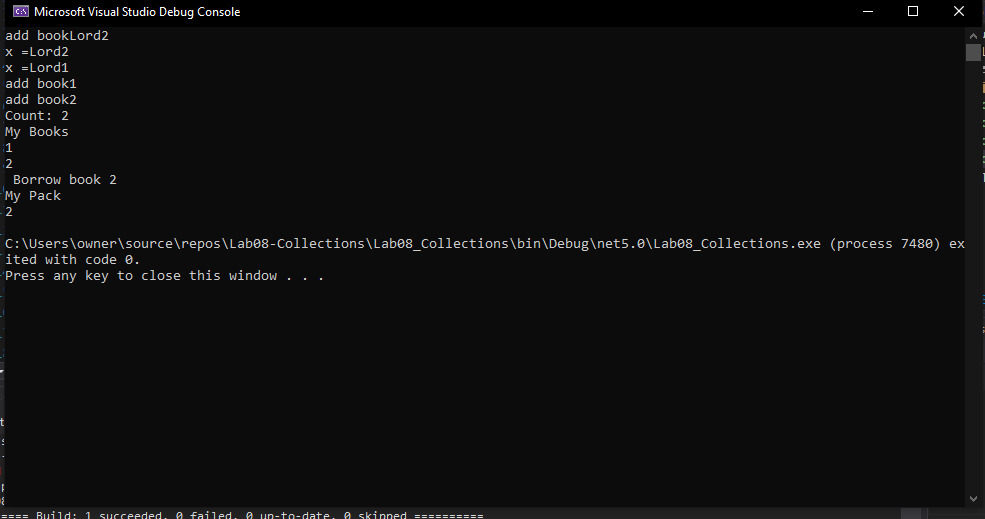 Microsoft Visual Studio Debug Console
add bookLord2
x =Lord2
x =Lord1
add book1
add book2
Count: 2
My Books
1
2
Borrow book 2
My Pack
2
C:\Users\owner\source\repos\Lab08-Collections\Lab08_Collections\bin\Debug\net5.0\Lab08_Collections.exe (process 7480) ex
ited with code 0.
Press any key to close this window . . .
==== Build: 1 succeeded, 0 failed, 0 up-to-date, 0 skipped ==========